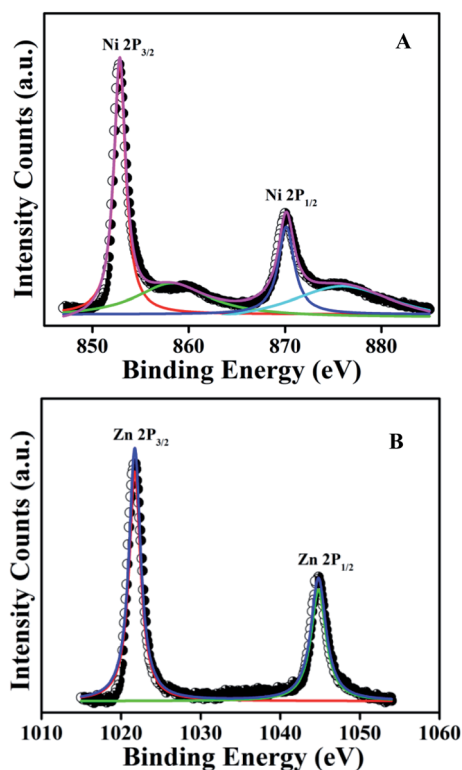 A
Ni 2P3/2
Ni 2P1/2
Intensity Counts (a.u.)
850 860 870 880
Binding Energy (eV)
B
Zn 2P3/2
Zn 2P1/2
Intensity Counts (a.u.)
1010 1020 1030 1040 1050 1060
Binding Energy (eV)